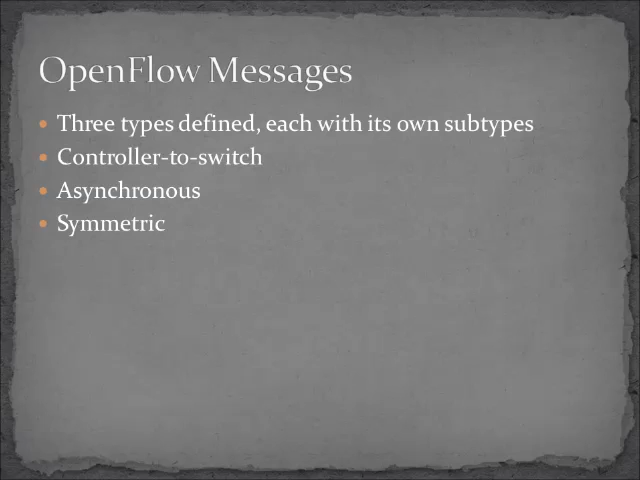 OpenFlow Messages
• Three types defined, each with its own subtypes
• Controller-to-switch
• Asynchronous
• Symmetric